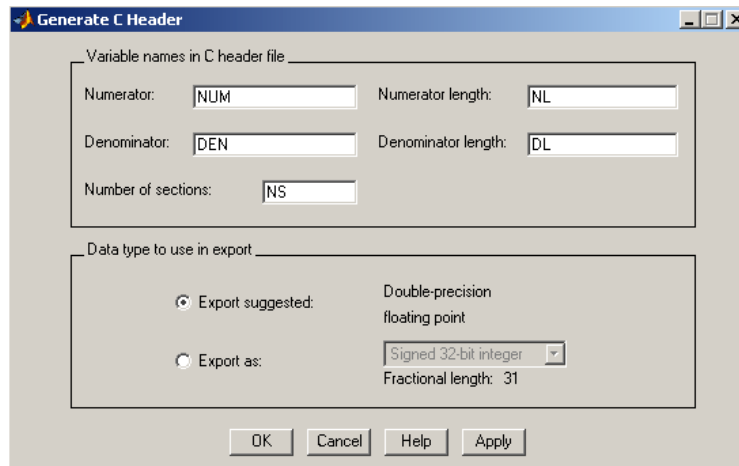 Generate C Header
Variable names in C header file
Numerator: NUM Numerator length: NL
Denominator: DEN Denominator length: DL
Number of sections: NS
Data type to use in export
Export suggested: Double-precision
floating point
Export as: Signed 32-bit integer
Fractional length: 31
OK Cancel Help Apply